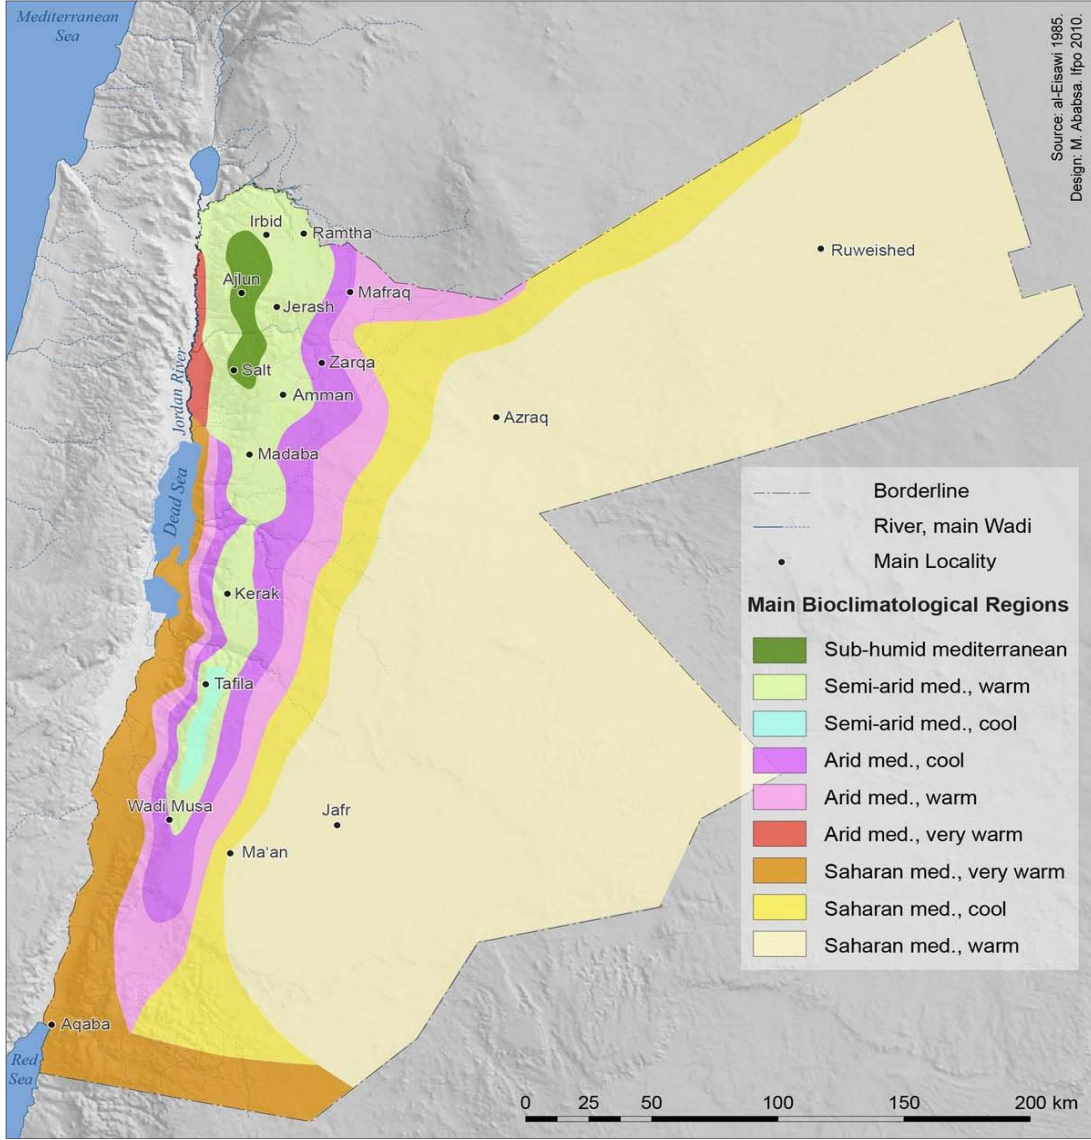 Mediterranean
Sea
Source: al-Eisawi 1985.
Design: M. Ababsa. Ifpo 2010.
Irbid
Ramtha
Ruweished
Ajlun
Mafraq
Jerash
Jordan River
Zarqa
Salt
Amman
Azraq
Madaba
Dead Sea
Kerak
Tafila
Wadi Musa
Jafr
Ma'an
Aqaba
Red
Sea
Borderline
River, main Wadi
Main Locality
Main Bioclimatological Regions
Sub-humid mediterranean
Semi-arid med., warm
Semi-arid med., cool
Arid med., cool
Arid med., warm
Arid med., very warm
Saharan med., very warm
Saharan med., cool
Saharan med., warm
0 25 50 100 150 200 km